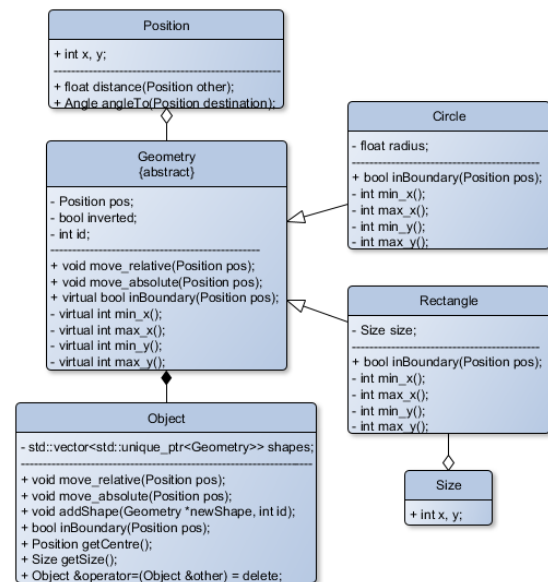 Position
+ int x, y;
+ float distance(Position other);
+ Angle angleTo(Position destination);
Geometry
{abstract}
- Position pos;
- bool inverted;
- int id;
+ void move_relative(Position pos);
+ void move_absolute(Position pos);
+ virtual bool inBoundary(Position pos);
- virtual int min_x();
- virtual int max_x();
- virtual int min_y();
- virtual int max_y();
Circle
- float radius;
+ bool inBoundary(Position pos);
- int min_x();
- int max_x();
- int min_y();
- int max_y();
Rectangle
- Size size;
+ bool inBoundary(Position pos);
- int min_x();
- int max_x();
- int min_y();
- int max_y();
Object
- std::vector<std::unique_ptr<Geometry>> shapes;
+ void move_relative(Position pos);
+ void move_absolute(Position pos);
+ void addShape(Geometry *newShape, int id);
+ bool inBoundary(Position pos);
+ Position getCentre();
+ Size getSize();
+ Object &operator=(Object &other) = delete;
Size
+ int x, y;